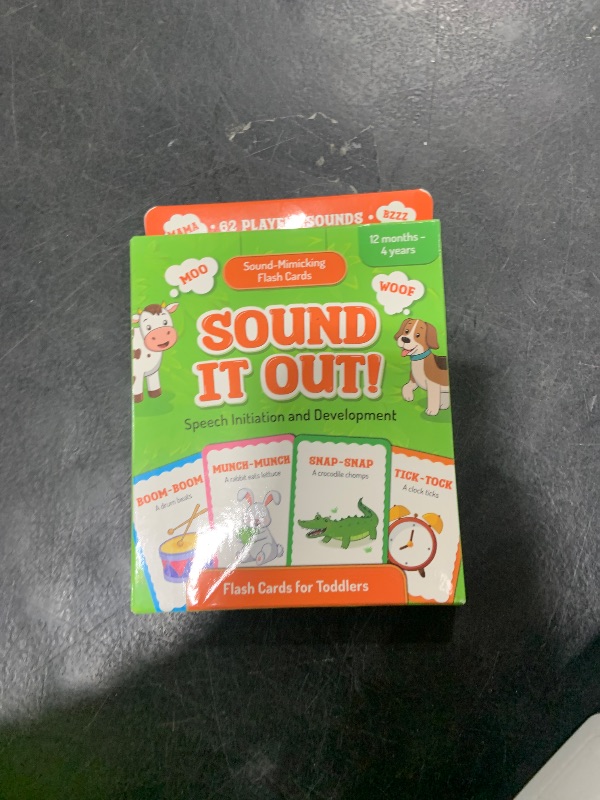 MAMA • 62 PLAYFUL SOUNDS • BZZZ
12 months –
4 years
Sound-Mimicking
Flash Cards
MOO
WOOF
SOUND
IT OUT!
Speech Initiation and Development
BOOM-BOOM
A drum beats
MUNCH-MUNCH
A rabbit eats lettuce
SNAP-SNAP
A crocodile chomps
TICK-TOCK
A clock ticks
Flash Cards for Toddlers